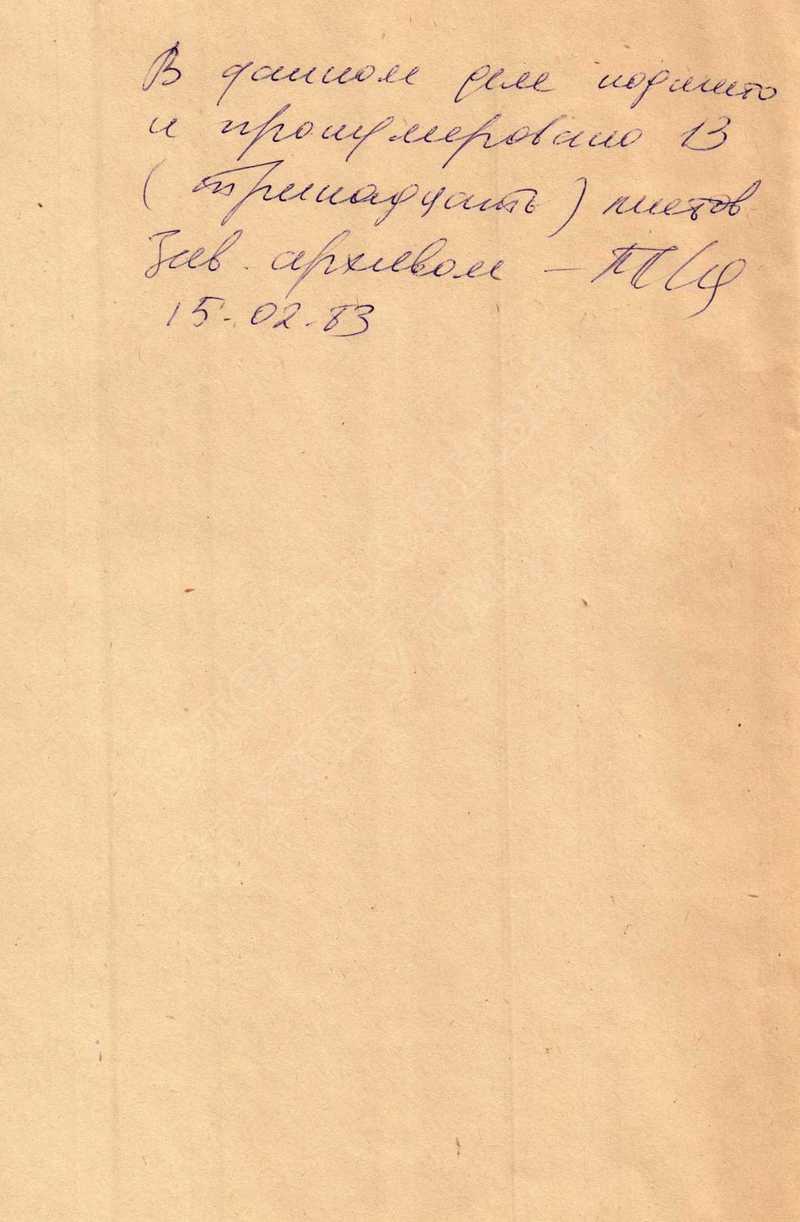 В данном деле подшито
и пронумеровано 13
(тринадцать) листов
Зав. архивом –
15.02.83